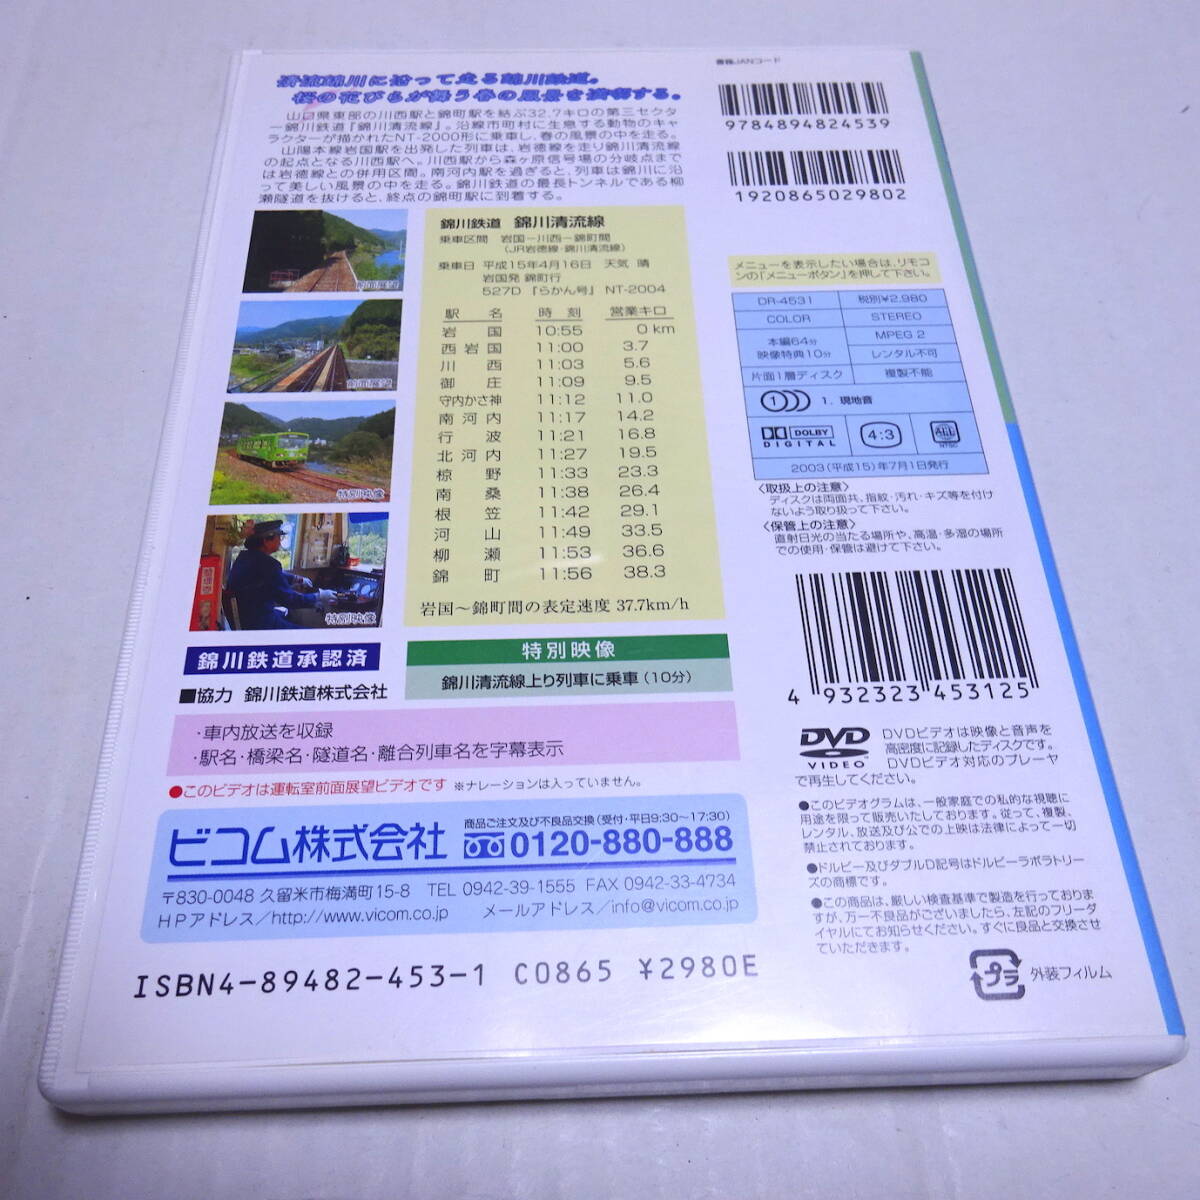 清流錦川に沿って走る錦川鉄道。
桜の花びらが舞う春の風景を満喫する。
山口県東部の川西駅と錦町駅を結ぶ32.7キロの第三セクタ
ー錦川鉄道『錦川清流線』。沿線市町村に生息する動物のキャ
ラクターが描かれたNT-2000形に乗車し、春の風景の中を走る。
山陽本線岩国駅を出発した列車は、岩徳線を走り錦川清流線
の起点となる川西駅へ。川西駅から森ヶ原信号場の分岐点まで
は岩徳線との併用区間。南河内駅を過ぎると、列車は錦川に沿
って美しい風景の中を走る。錦川鉄道の最長トンネルである柳
瀬隧道を抜けると、終点の錦町駅に到着する。
前面展望
前面展望
特別映像
特別映像
錦川鉄道 錦川清流線
乗車区間 岩国－川西－錦町間
(JR岩徳線・錦川清流線)
乗車日 平成15年4月16日 天気 晴
岩国発 錦町行
527D 『らかん号』 NT-2004
駅名 時刻 営業キロ
岩国 10:55 0 km
西岩国 11:00 3.7
川西 11:03 5.6
御庄 11:09 9.5
守内かさ神 11:12 11.0
南河内 11:17 14.2
行波 11:21 16.8
北河内 11:27 19.5
椋野 11:33 23.3
南桑 11:38 26.4
根笠 11:42 29.1
河山 11:49 33.5
柳瀬 11:53 36.6
錦町 11:56 38.3
岩国～錦町間の表定速度 37.7km/h
錦川鉄道承認済
■協力 錦川鉄道株式会社
特別映像
錦川清流線上り列車に乗車(10分)
・車内放送を収録
・駅名・橋梁名・隧道名・離合列車名を字幕表示
●このビデオは運転室前面展望ビデオです ※ナレーションは入っていません。
ビコム株式会社
商品ご注文及び不良品交換(受付・平日9:30～17:30)
0120-880-888
〒830-0048 久留米市梅満町15-8 TEL 0942-39-1555 FAX 0942-33-4734
HPアドレス／http://www.vicom.co.jp メールアドレス／info@vicom.co.jp
ISBN4-89482-453-1 C0865 ¥2980E
書籍JANコード
9784894824539
1920865029802
メニューを表示したい場合は、リモコ
ンの「メニューボタン」を押して下さい。
DR-4531 税別¥2,980
COLOR STEREO
本編64分
映像特典10分
MPEG 2
レンタル不可
片面1層ディスク 複製不能
1 1. 現地音
DOLBY DIGITAL 4:3 ALL NTSC
2003(平成15)年7月1日発行
〈取扱上の注意〉
ディスクは両面共、指紋・汚れ・キズ等を付け
ないよう取り扱って下さい。
〈保管上の注意〉
直射日光の当たる場所や、高温・多湿の場所
での使用・保管は避けて下さい。
4 932323 453125
DVD VIDEO
DVDビデオは映像と音声を
高密度に記録したディスクです。
DVDビデオ対応のプレーヤ
で再生してください。
●このビデオグラムは、一般家庭での私的な視聴に
用途を限って販売いたしております。従って、複製、
レンタル、放送及び公での上映は法律によって一切
禁止されております。
●ドルビー及びダブルD記号はドルビーラボラトリー
ズの商標です。
●この商品は、厳しい検査基準で製造を行っておりま
すが、万一不良品がございましたら、左記のフリーダ
イヤルにてお知らせください。すぐに良品と交換させ
ていただきます。
プラ 外装フィルム